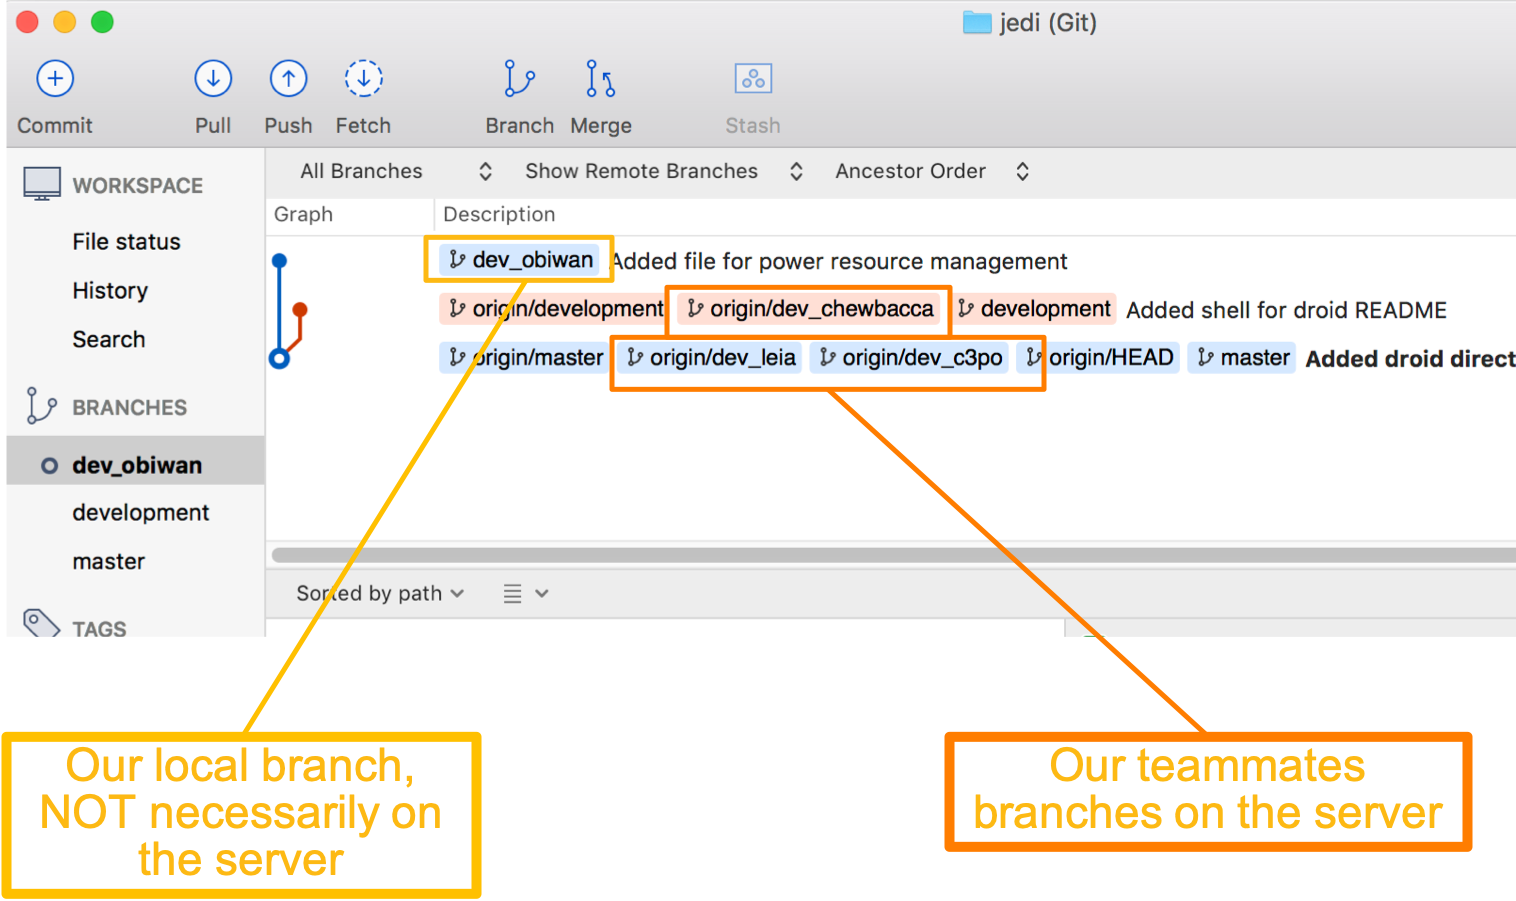 jedi (Git)
Commit Pull Push Fetch Branch Merge Stash
WORKSPACE
File status
History
Search
BRANCHES
dev_obiwan
development
master
TAGS
All Branches Show Remote Branches Ancestor Order
Graph Description
dev_obiwan Added file for power resource management
origin/development origin/dev_chewbacca development Added shell for droid README
origin/master origin/dev_leia origin/dev_c3po origin/HEAD master Added droid direct
Sorted by path
Our local branch,
NOT necessarily on
the server
Our teammates
branches on the server